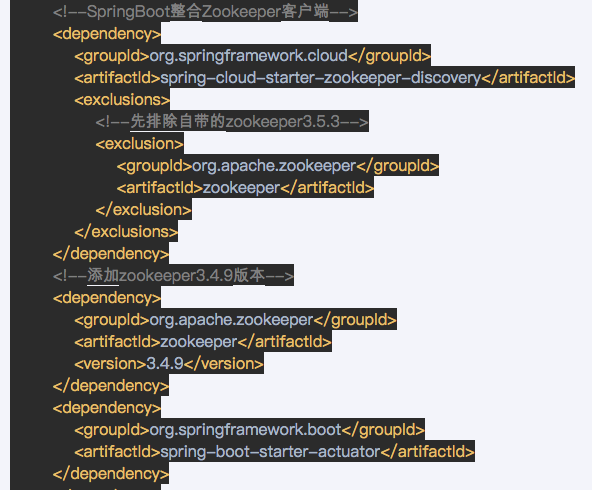 <!--SpringBoot整合Zookeeper客户端-->
<dependency>
<groupId>org.springframework.cloud</groupId>
<artifactId>spring-cloud-starter-zookeeper-discovery</artifactId>
<exclusions>
<!--先排除自带的zookeeper3.5.3-->
<exclusion>
<groupId>org.apache.zookeeper</groupId>
<artifactId>zookeeper</artifactId>
</exclusion>
</exclusions>
</dependency>
<!--添加zookeeper3.4.9版本-->
<dependency>
<groupId>org.apache.zookeeper</groupId>
<artifactId>zookeeper</artifactId>
<version>3.4.9</version>
</dependency>
<dependency>
<groupId>org.springframework.boot</groupId>
<artifactId>spring-boot-starter-actuator</artifactId>
</dependency>